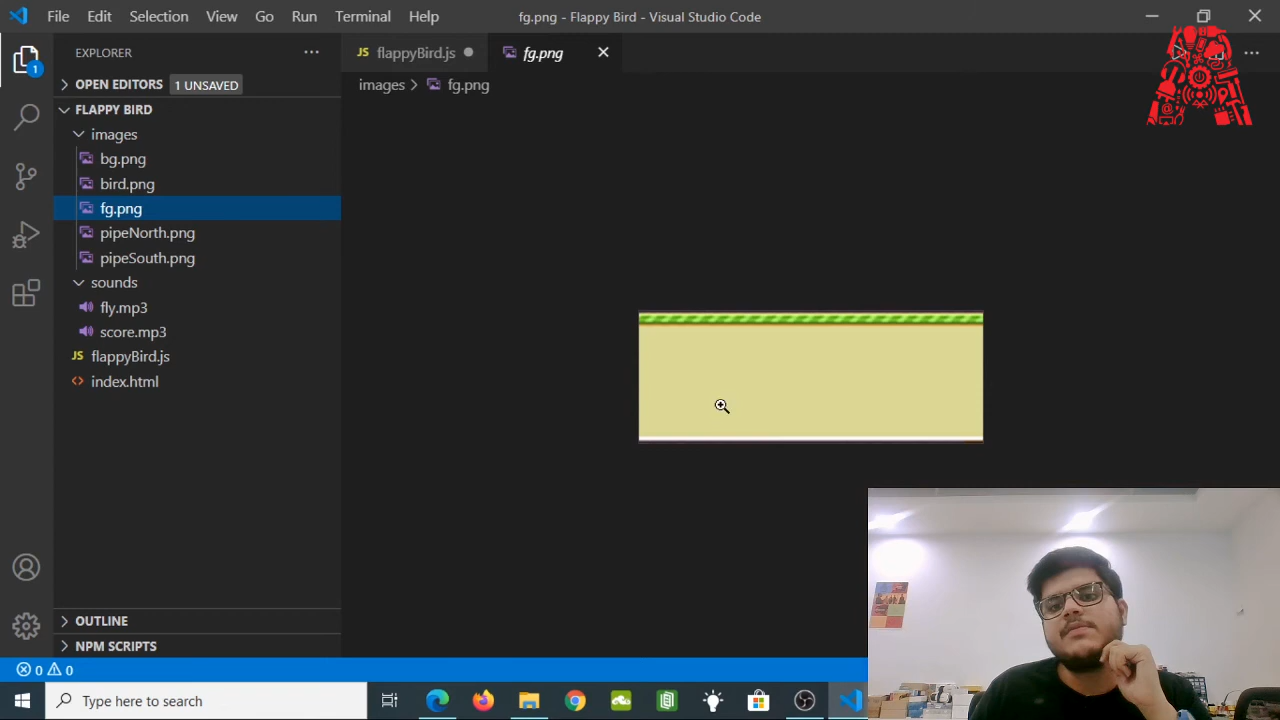 File Edit Selection View Go Run Terminal Help fg.png - Flappy Bird - Visual Studio Code
EXPLORER
flappyBird.js
fg.png
1
OPEN EDITORS 1 UNSAVED
images fg.png
FLAPPY BIRD
images
bg.png
bird.png
fg.png
pipeNorth.png
pipeSouth.png
sounds
fly.mp3
score.mp3
JS flappyBird.js
index.html
OUTLINE
NPM SCRIPTS
0 0
Type here to search